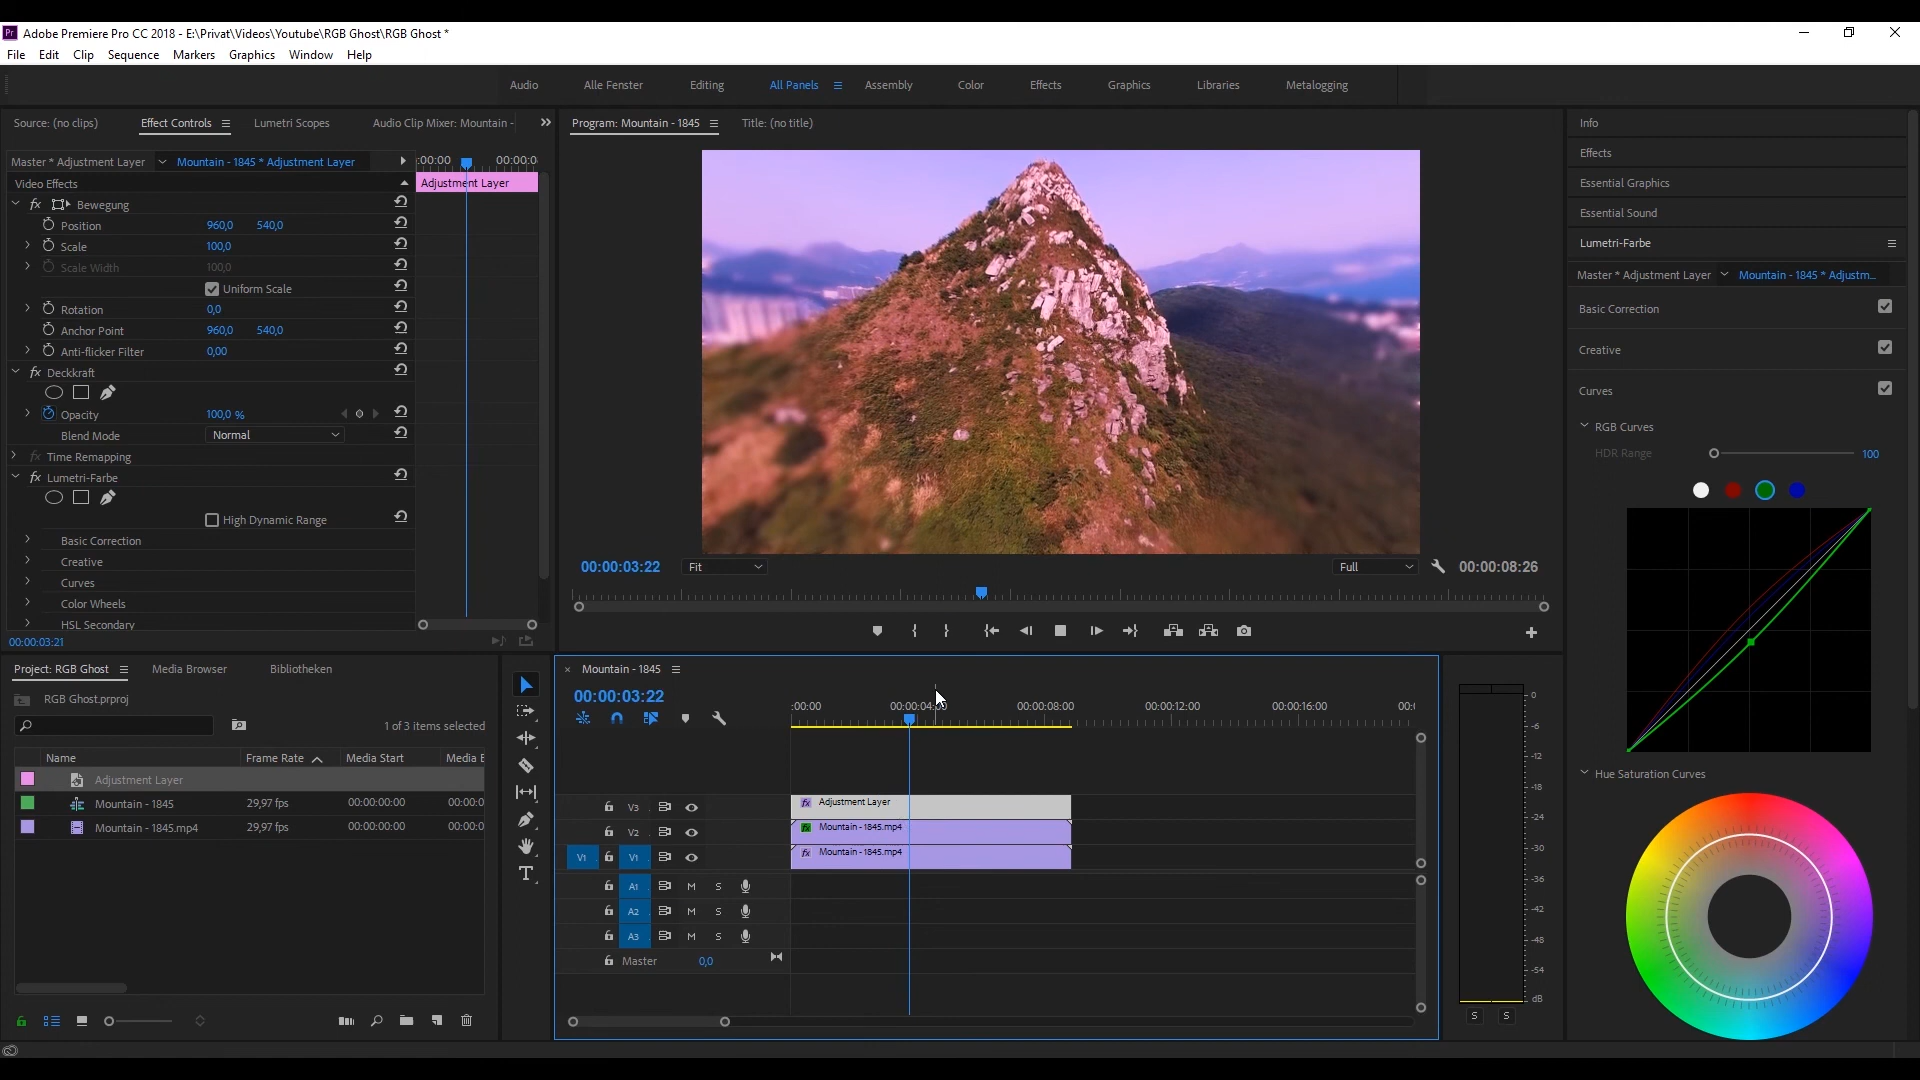 Adobe Premiere Pro CC 2018 - E:\Privat\Videos\Youtube\RGB Ghost\RGB Ghost *
File Edit Clip Sequence Markers Graphics Window Help
Audio Alle Fenster Editing All Panels Assembly Color Effects Graphics Libraries Metalogging
Source: (no clips) Effect Controls Lumetri Scopes Audio Clip Mixer: Mountain -
Master * Adjustment Layer Mountain - 1845 * Adjustment Layer
:00:00 00:00:0
Video Effects
Adjustment Layer
fx Bewegung
Position 960,0 540,0
Scale 100,0
Scale Width 100,0
Uniform Scale
Rotation 0,0
Anchor Point 960,0 540,0
Anti-flicker Filter 0,00
fx Deckkraft
Opacity 100,0 %
Blend Mode Normal
fx Time Remapping
fx Lumetri-Farbe
High Dynamic Range
Basic Correction
Creative
Curves
Color Wheels
HSL Secondary
00:00:03:21
Program: Mountain - 1845 Title: (no title)
00:00:03:22 Fit Full 00:00:08:26
Info
Effects
Essential Graphics
Essential Sound
Lumetri-Farbe
Master * Adjustment Layer Mountain - 1845 * Adjustm...
Basic Correction
Creative
Curves
RGB Curves
HDR Range 100
Hue Saturation Curves
Project: RGB Ghost Media Browser Bibliotheken
RGB Ghost.prproj
1 of 3 items selected
Name Frame Rate Media Start Media E
Adjustment Layer
Mountain - 1845 29,97 fps 00:00:00:00 00:00:0
Mountain - 1845.mp4 29,97 fps 00:00:00:00 00:00:0
Mountain - 1845
00:00:03:22
:00:00 00:00:04:00 00:00:08:00 00:00:12:00 00:00:16:00 00:
V3 fx Adjustment Layer
V2 fx Mountain - 1845.mp4
V1 V1 fx Mountain - 1845.mp4
A1 M S
A2 M S
A3 M S
Master 0,0
0
-6
-12
-18
-24
-30
-36
-42
-48
-54
dB
S S